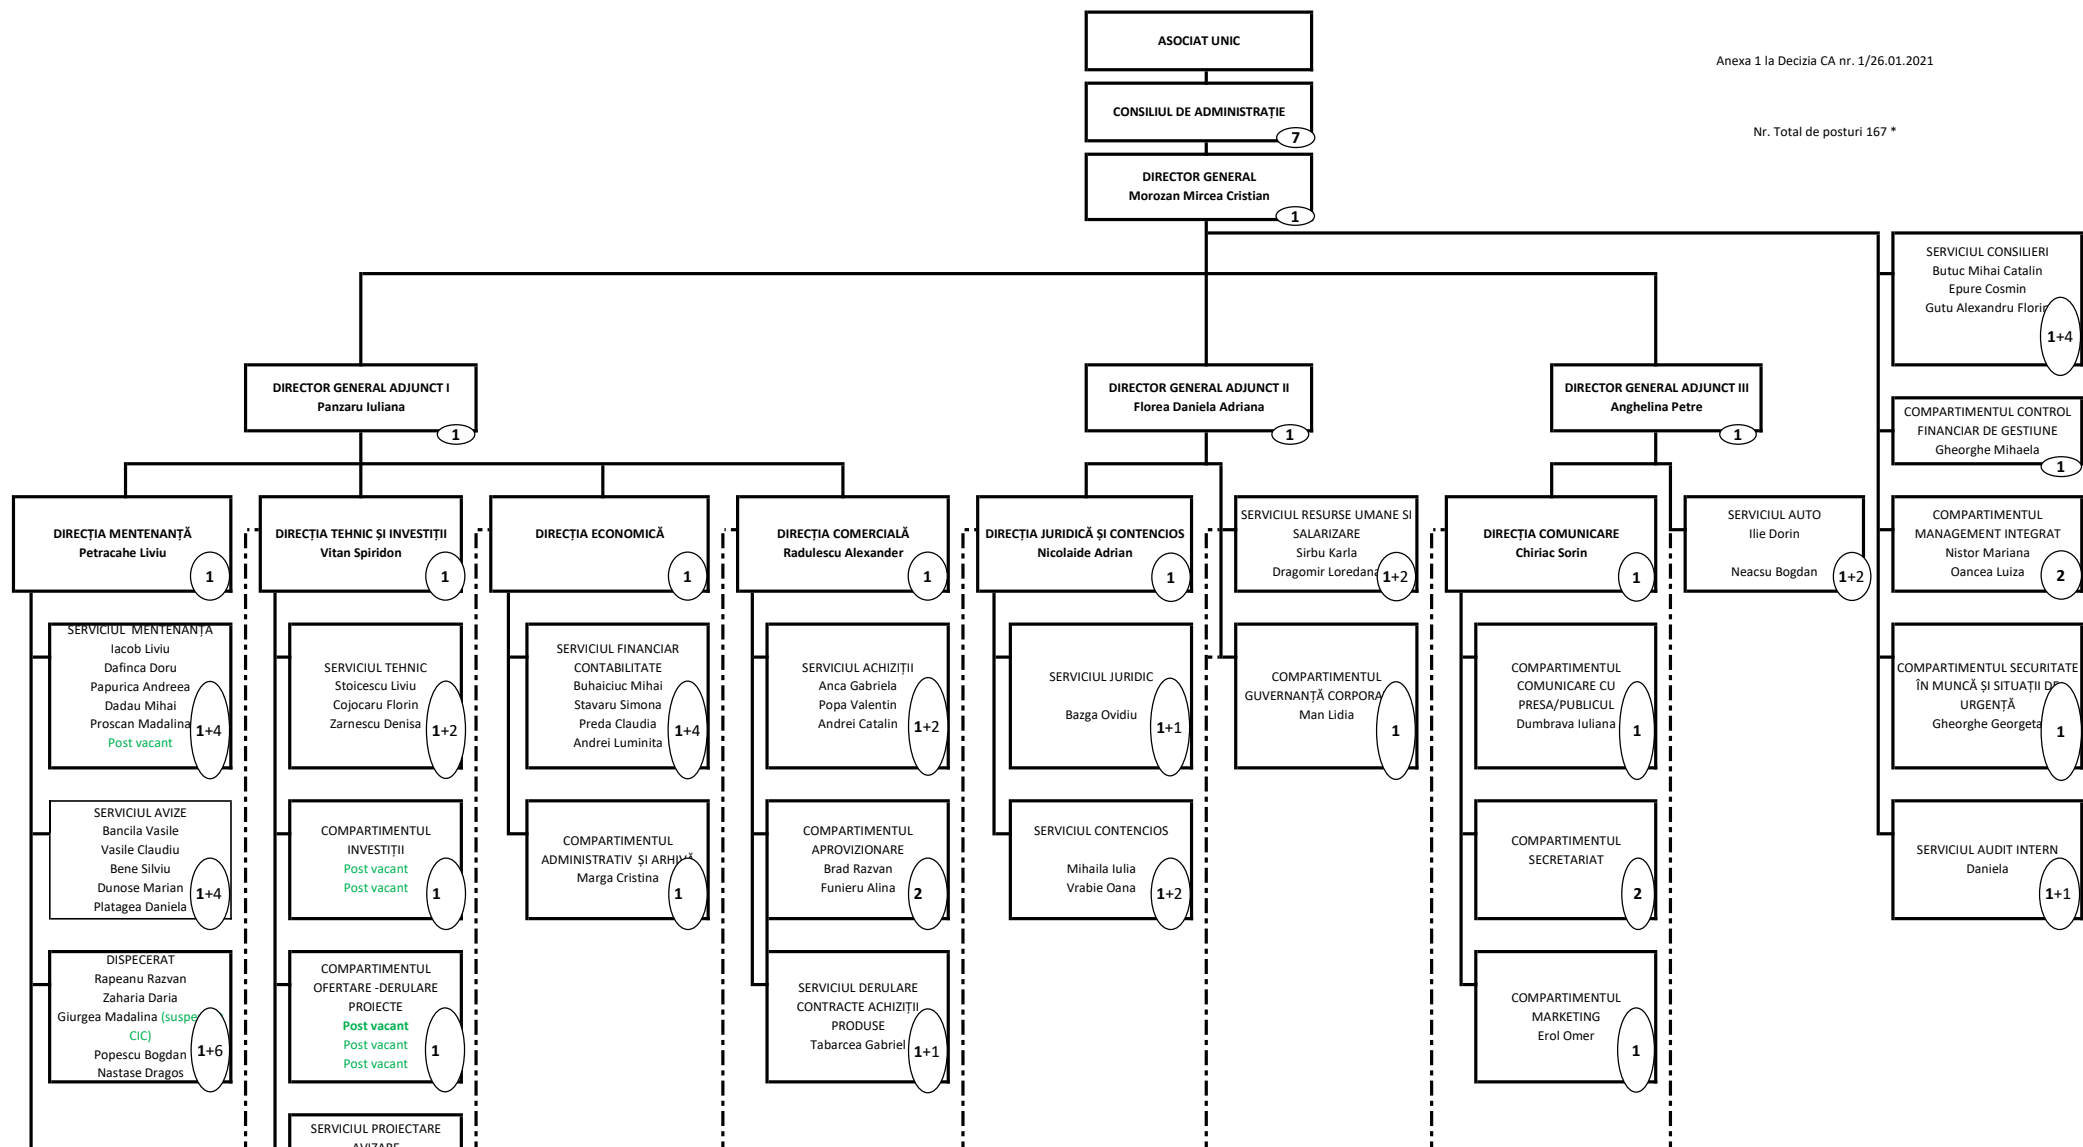 ASOCIAT UNIC
Anexa 1 la Decizia CA nr. 1/26.01.2021
CONSILIUL DE ADMINISTRAȚIE
7
Nr. Total de posturi 167 *
DIRECTOR GENERAL
Morozan Mircea Cristian
1
SERVICIUL CONSILIERI
Butuc Mihai Catalin
Epure Cosmin
Gutu Alexandru Florin
1+4
DIRECTOR GENERAL ADJUNCT I
Panzaru Iuliana
1
DIRECTOR GENERAL ADJUNCT II
Florea Daniela Adriana
1
DIRECTOR GENERAL ADJUNCT III
Anghelina Petre
1
COMPARTIMENTUL CONTROL
FINANCIAR DE GESTIUNE
Gheorghe Mihaela
1
DIRECȚIA MENTENANȚĂ
Petracahe Liviu
1
DIRECȚIA TEHNIC ȘI INVESTIȚII
Vitan Spiridon
1
DIRECȚIA ECONOMICĂ
1
DIRECȚIA COMERCIALĂ
Radulescu Alexander
1
DIRECȚIA JURIDICĂ ȘI CONTENCIOS
Nicolaide Adrian
1
SERVICIUL RESURSE UMANE SI
SALARIZARE
Sirbu Karla
Dragomir Loredana
1+2
DIRECȚIA COMUNICARE
Chiriac Sorin
1
SERVICIUL AUTO
Ilie Dorin
Neacsu Bogdan
1+2
COMPARTIMENTUL
MANAGEMENT INTEGRAT
Nistor Mariana
Oancea Luiza
2
SERVICIUL MENTENANȚĂ
Iacob Liviu
Dafinca Doru
Papurica Andreea
Dadau Mihai
Proscan Madalina
Post vacant
1+4
SERVICIUL TEHNIC
Stoicescu Liviu
Cojocaru Florin
Zarnescu Denisa
1+2
SERVICIUL FINANCIAR
CONTABILITATE
Buhaiciuc Mihai
Stavaru Simona
Preda Claudia
Andrei Luminita
1+4
SERVICIUL ACHIZIȚII
Anca Gabriela
Popa Valentin
Andrei Catalin
1+2
SERVICIUL JURIDIC
Bazga Ovidiu
1+1
COMPARTIMENTUL
GUVERNANȚĂ CORPORA
Man Lidia
1
COMPARTIMENTUL
COMUNICARE CU
PRESA/PUBLICUL
Dumbrava Iuliana
1
COMPARTIMENTUL SECURITATE
ÎN MUNCĂ ȘI SITUAȚII DE
URGENȚĂ
Gheorghe Georgeta
1
SERVICIUL AVIZE
Bancila Vasile
Vasile Claudiu
Bene Silviu
Dunose Marian
Platagea Daniela
1+4
COMPARTIMENTUL
INVESTIȚII
Post vacant
Post vacant
1
COMPARTIMENTUL
ADMINISTRATIV ȘI ARHIVĂ
Marga Cristina
1
COMPARTIMENTUL
APROVIZIONARE
Brad Razvan
Funieru Alina
2
SERVICIUL CONTENCIOS
Mihaila Iulia
Vrabie Oana
1+2
COMPARTIMENTUL
SECRETARIAT
2
SERVICIUL AUDIT INTERN
Daniela
1+1
DISPECERAT
Rapeanu Razvan
Zaharia Daria
Giurgea Madalina (suspe
CIC)
Popescu Bogdan
Nastase Dragos
1+6
COMPARTIMENTUL
OFERTARE -DERULARE
PROIECTE
Post vacant
Post vacant
Post vacant
1
SERVICIUL DERULARE
CONTRACTE ACHIZIȚII
PRODUSE
Tabarcea Gabriel
1+1
COMPARTIMENTUL
MARKETING
Erol Omer
1
SERVICIUL PROIECTARE
AVIZARE